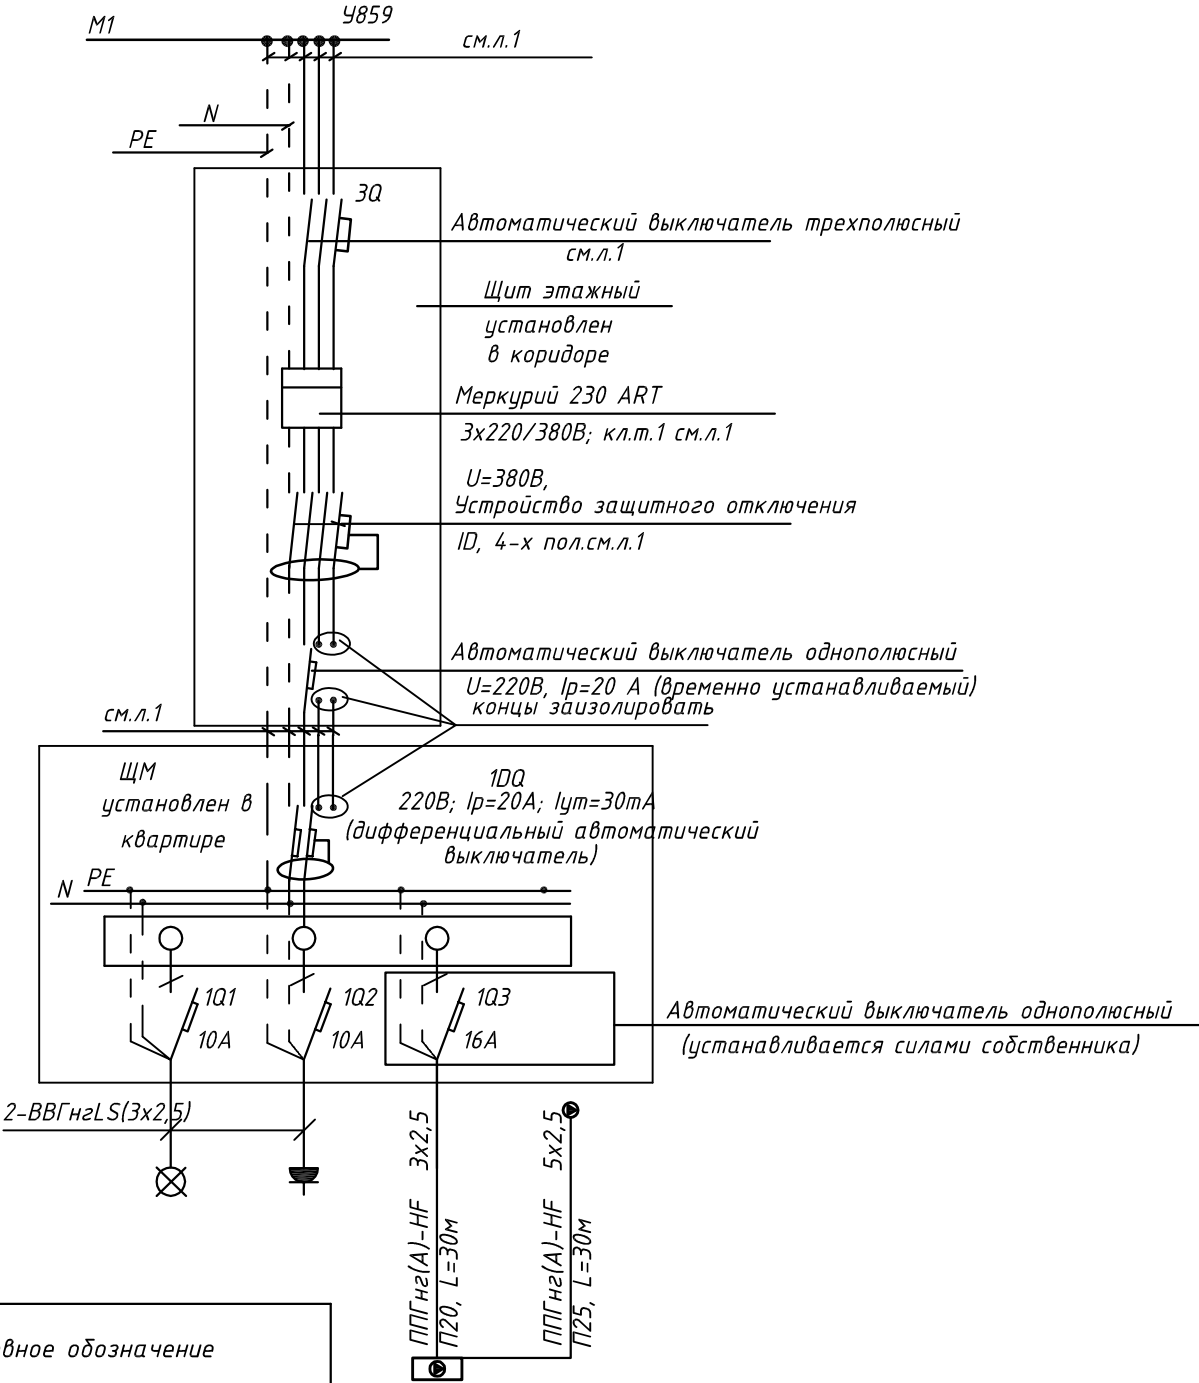 М1
У859
см.л.1
N
PE
3Q
Автоматический выключатель трехполюсный
см.л.1
Щит этажный
установлен
в коридоре
Меркурий 230 ART
3x220/380В; кл.т.1 см.л.1
U=380В,
Устройство защитного отключения
ID, 4-х пол.см.л.1
Автоматический выключатель однополюсный
U=220В, Iр=20 А (временно устанавливаемый)
концы заизолировать
см.л.1
ЩМ
установлен в
квартире
1DQ
220В; Iр=20А; Iут=30mA
(дифференциальный автоматический
выключатель)
PE
N
1Q1
10А
1Q2
10А
1Q3
16А
Автоматический выключатель однополюсный
(устанавливается силами собственника)
2-ВВГнгLS(3x2,5)
ППГнг(А)-HF 3x2,5
П20, L=30м
ППГнг(А)-HF 5x2,5
П25, L=30м
вное обозначение